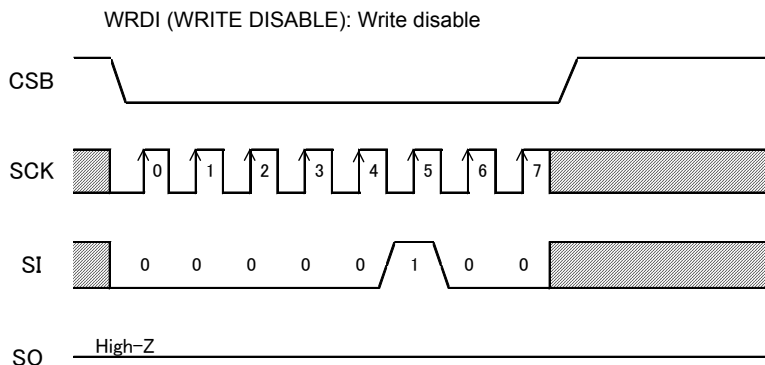 WRDI (WRITE DISABLE): Write disable
CSB
SCK 0 1 2 3 4 5 6 7
SI 0 0 0 0 0 1 0 0
High-Z
SO